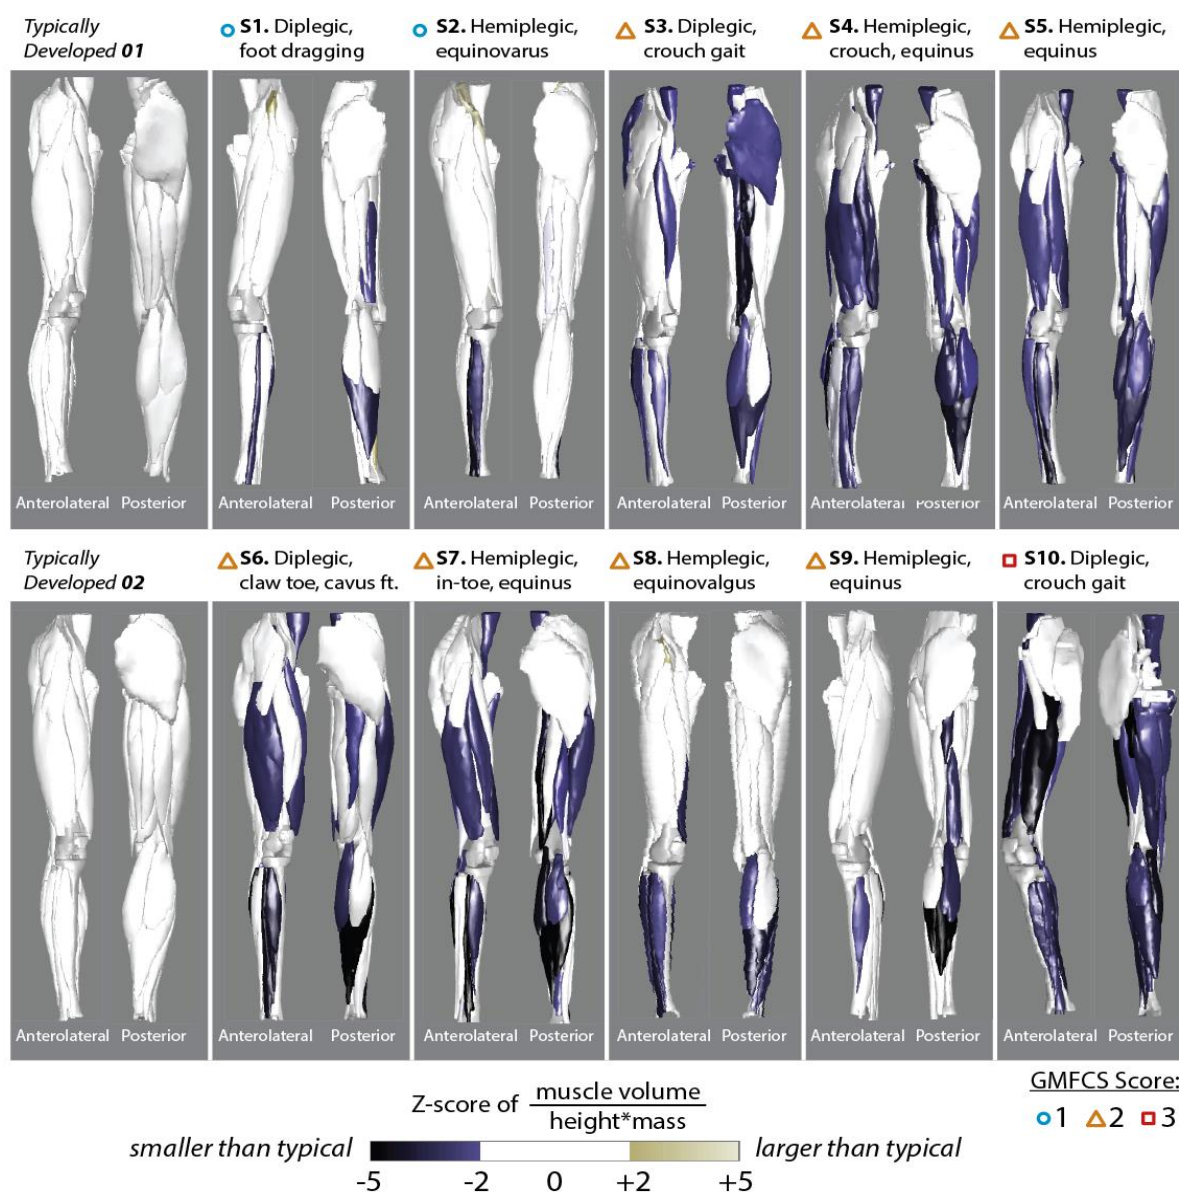 Typically
Developed 01
S1. Diplegic,
foot dragging
S2. Hemiplegic,
equinovarus
S3. Diplegic,
crouch gait
S4. Hemiplegic,
crouch, equinus
S5. Hemiplegic,
equinus
Anterolateral Posterior
Anterolateral Posterior
Anterolateral Posterior
Anterolateral Posterior
Anterolateral Posterior
Anterolateral Posterior
Typically
Developed 02
S6. Diplegic,
claw toe, cavus ft.
S7. Hemiplegic,
in-toe, equinus
S8. Hemplegic,
equinovalgus
S9. Hemiplegic,
equinus
S10. Diplegic,
crouch gait
Anterolateral Posterior
Anterolateral Posterior
Anterolateral Posterior
Anterolateral Posterior
Anterolateral Posterior
Anterolateral Posterior
Z-score of muscle volume
height*mass
smaller than typical
larger than typical
-5 -2 0 +2 +5
GMFCS Score:
1 2 3